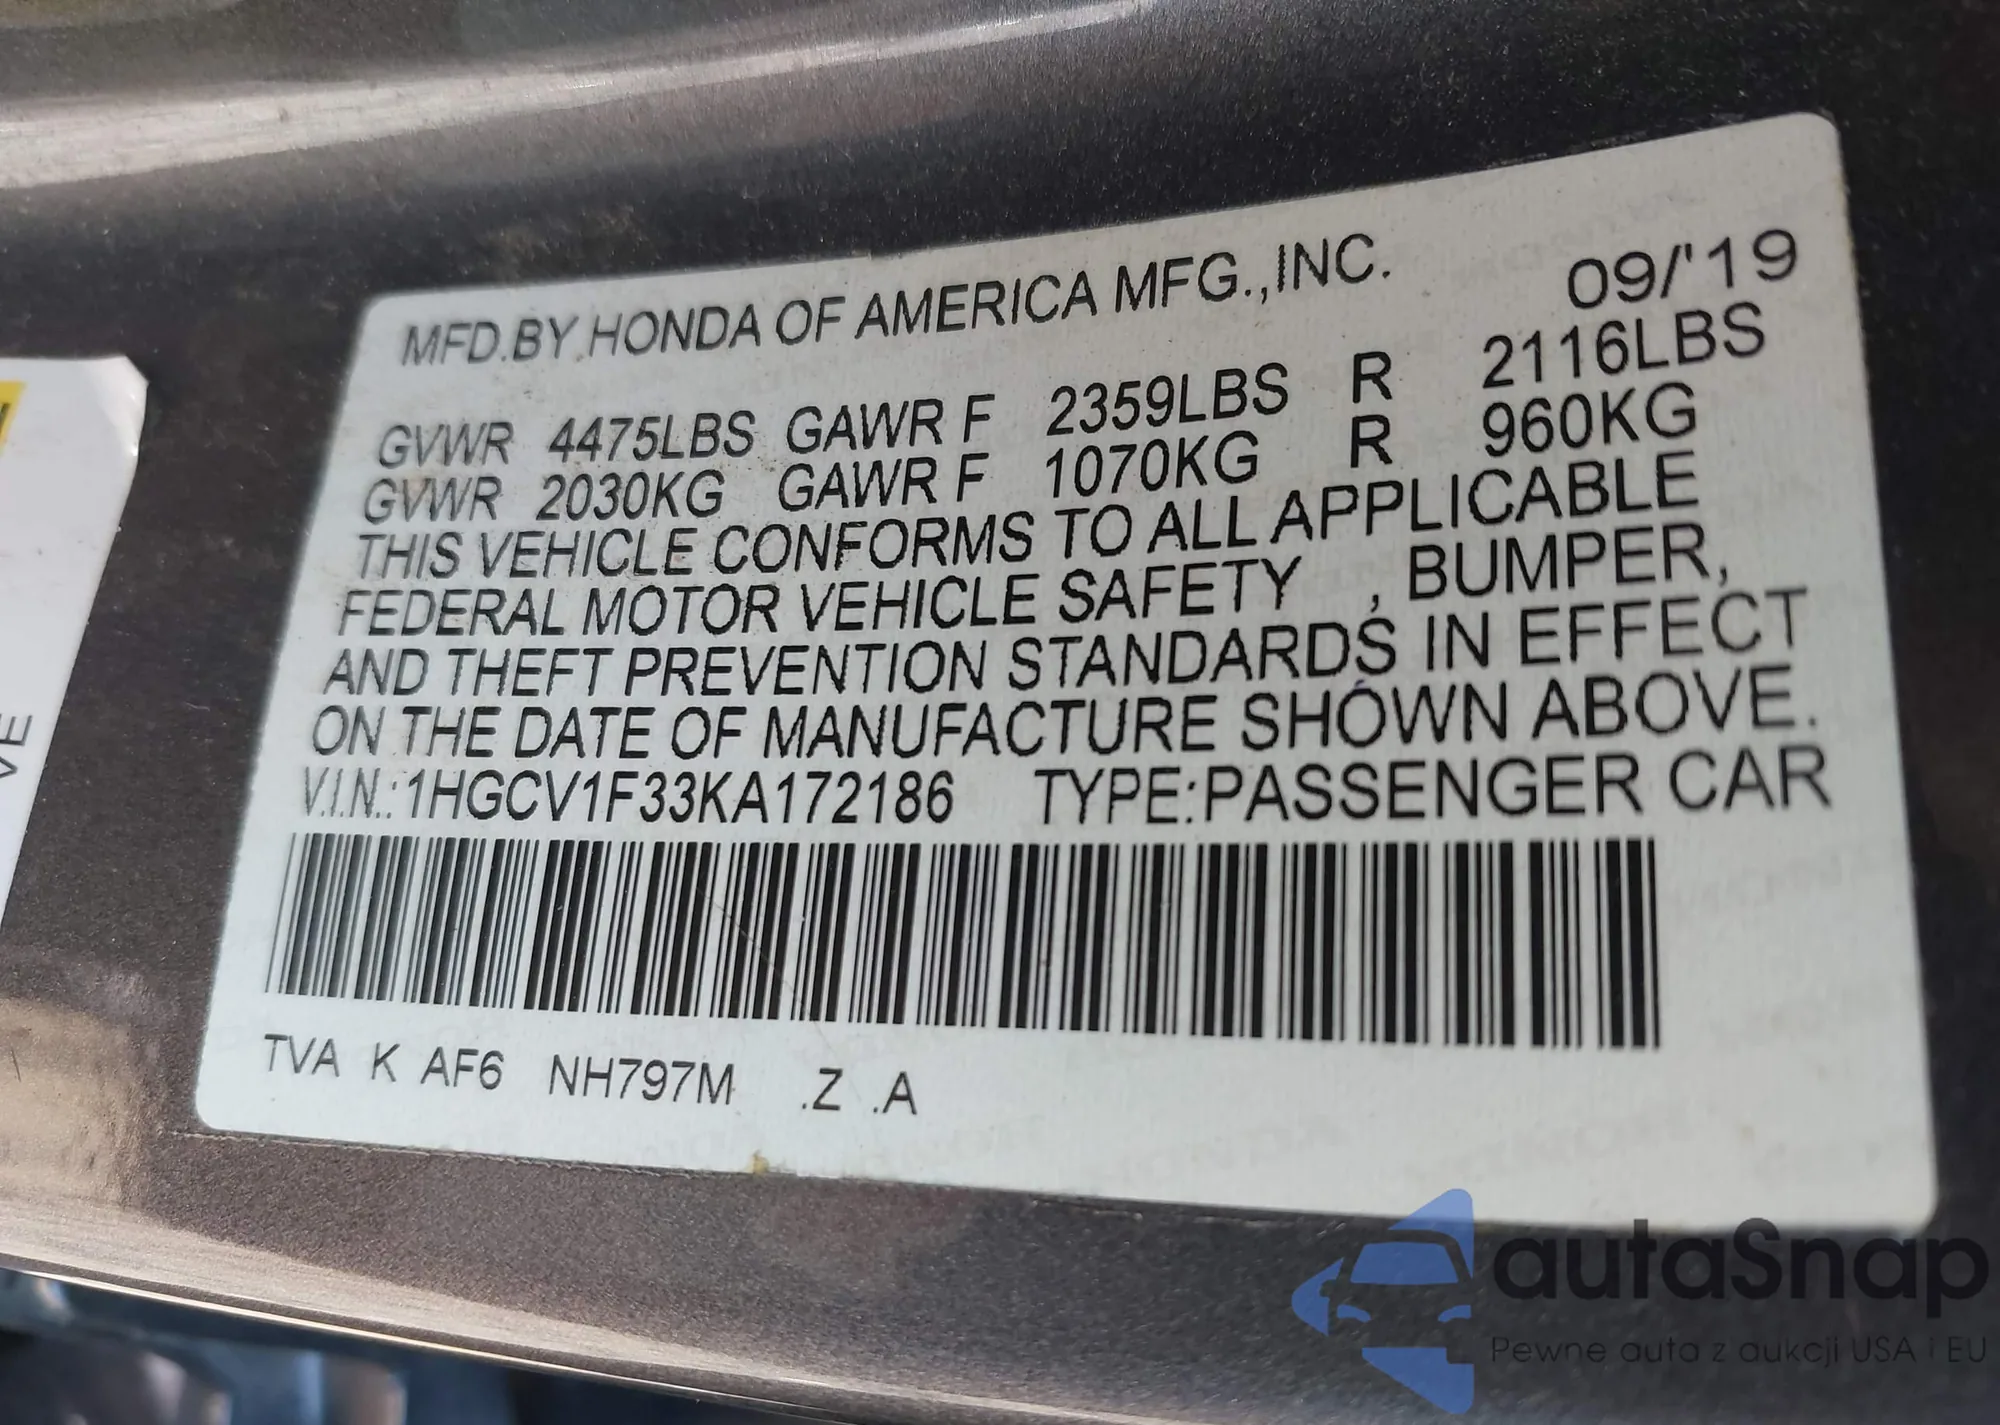 MFD.BY HONDA OF AMERICA MFG.,INC. 09/'19
GVWR 4475LBS GAWR F 2359LBS R 2116LBS
GVWR 2030KG GAWR F 1070KG R 960KG
THIS VEHICLE CONFORMS TO ALL APPLICABLE
FEDERAL MOTOR VEHICLE SAFETY , BUMPER,
AND THEFT PREVENTION STANDARDS IN EFFECT
ON THE DATE OF MANUFACTURE SHOWN ABOVE.
V.I.N.:1HGCV1F33KA172186 TYPE:PASSENGER CAR
TVA K AF6 NH797M .Z .A
autaSnap
Pewne auta z aukcji USA i EU